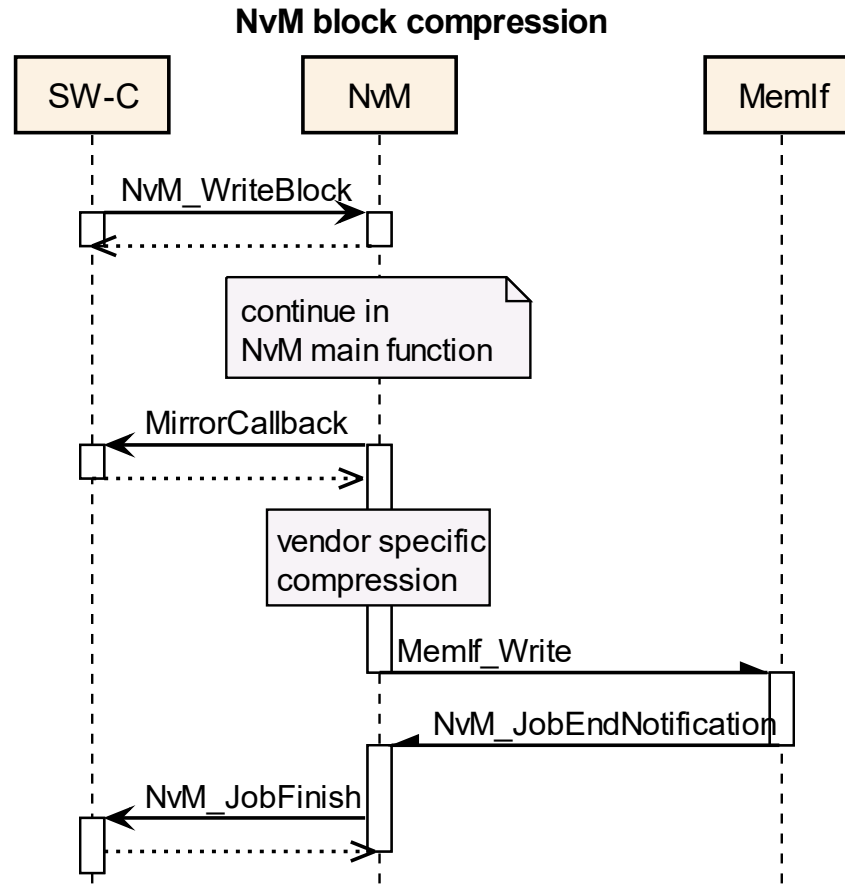 NvM block compression
SW-C
NvM
MemIf
NvM_WriteBlock
continue in
NvM main function
MirrorCallback
vendor specific
compression
MemIf_Write
NvM_JobEndNotification
NvM_JobFinish